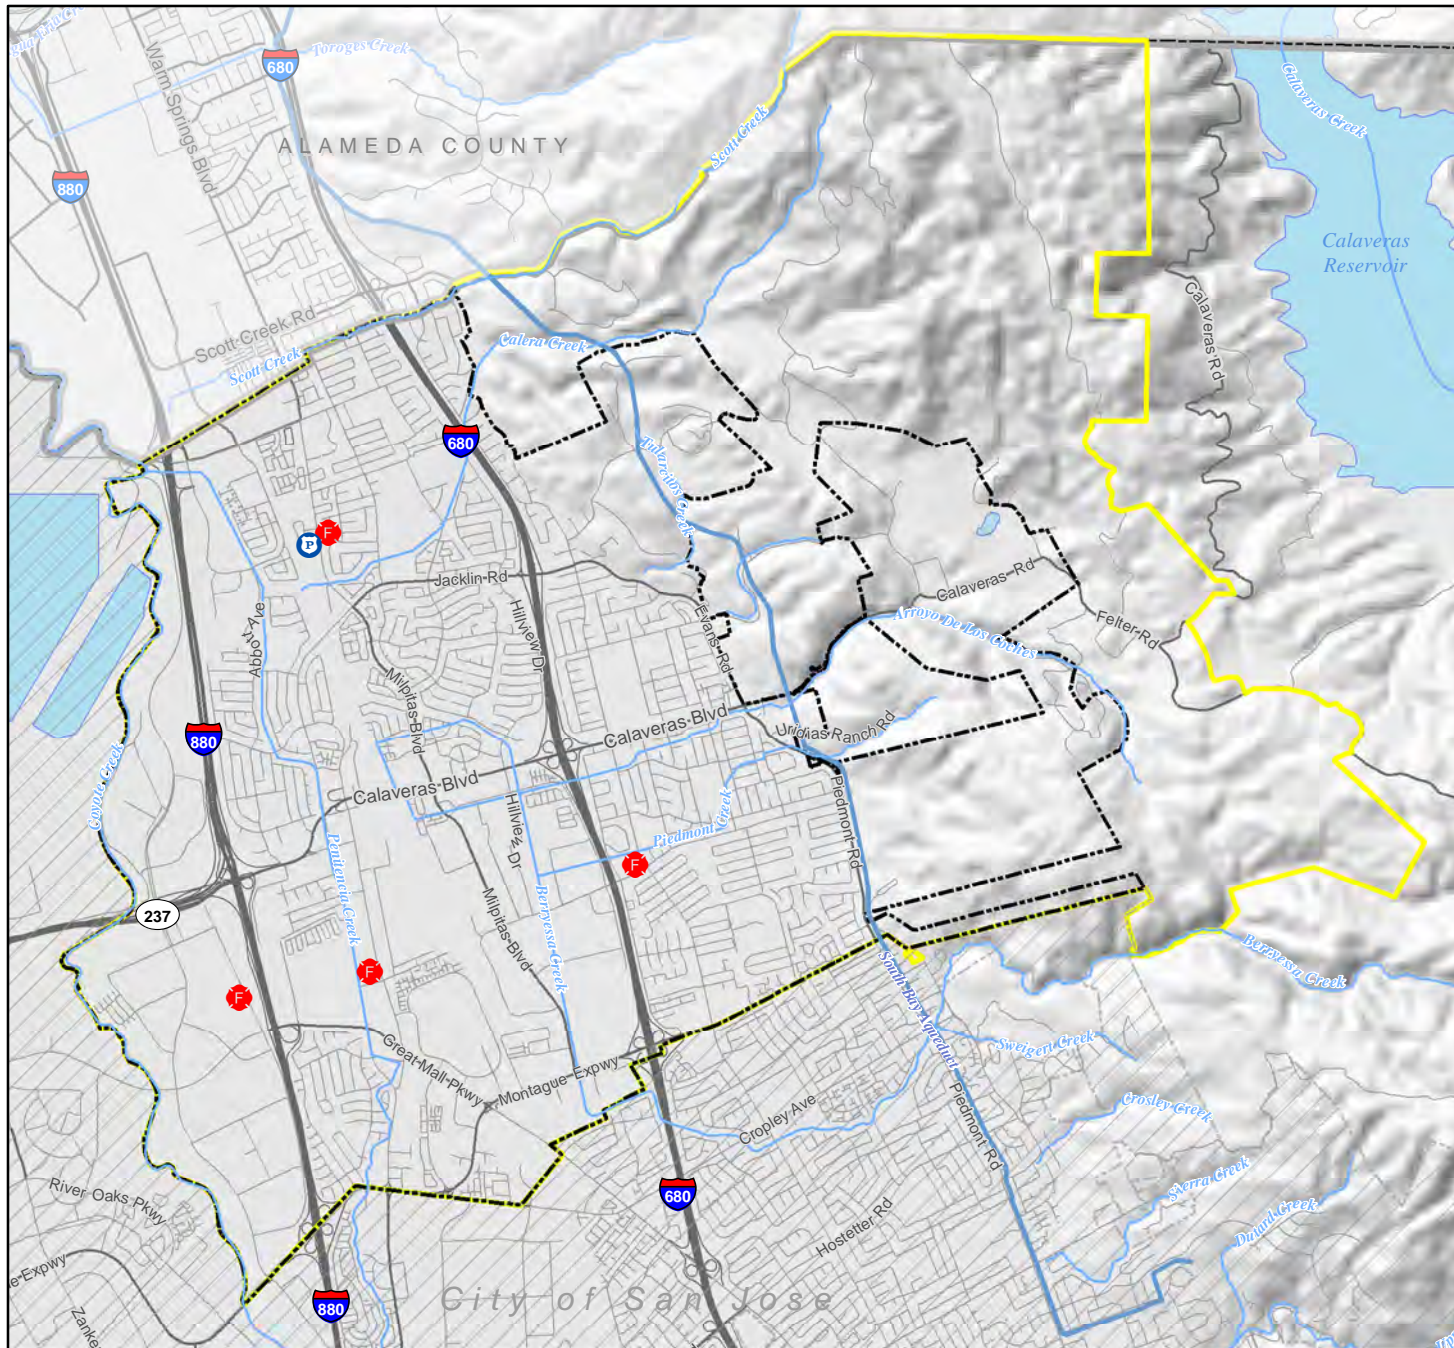 Toroges Creek
680
Warm Springs Blvd
ALAMEDA COUNTY
880
Scott Creek
Calaveras Creek
Calaveras
Reservoir
Calaveras Rd
Scott Creek Rd
Scott Creek
Calera Creek
680
Tularcitos Creek
F
P
Jacklin Rd
Hillview Dr
Evans Rd
Abbott Ave
Milpitas Blvd
Calaveras Rd
Felter Rd
Arroyo De Los Coches
Calaveras Blvd
Uridias Ranch Rd
880
Coyote Creek
Calaveras Blvd
Hillview Dr
Piedmont Creek
Piedmont Rd
Penitencia Creek
F
Milpitas Blvd
Berryessa Creek
237
F
F
South Bay Aqueduct
Berryessa Creek
Great Mall Pkwy
Montague Expwy
Sweigert Creek
Cropley Ave
Piedmont Rd
Crosley Creek
Sierra Creek
River Oaks Pkwy
680
Hostetter Rd
Dutard Creek
e Expwy
Zanke
880
City of San Jose